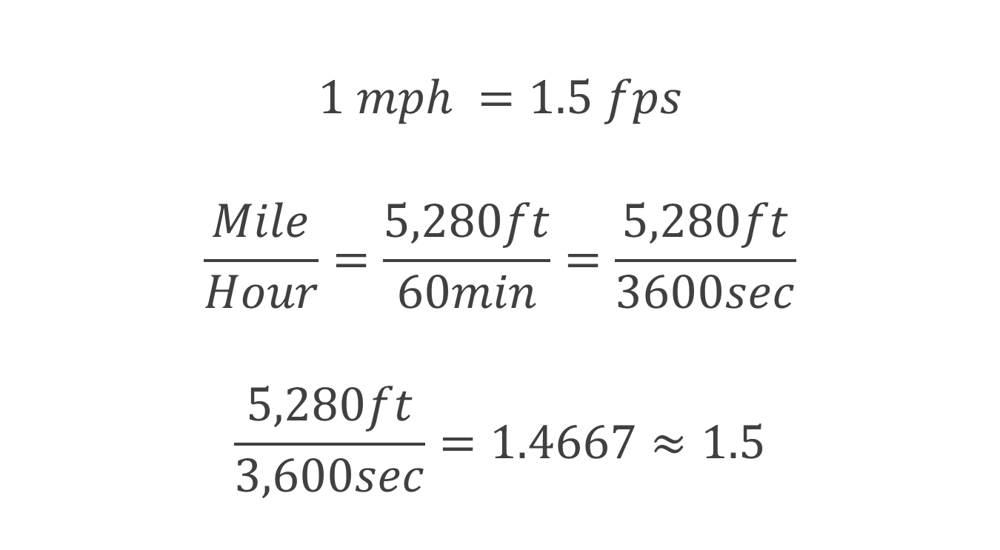 1 mph = 1.5 fps
Mile/Hour = 5,280ft/60min = 5,280ft/3600sec
5,280ft/3,600sec = 1.4667 ≈ 1.5